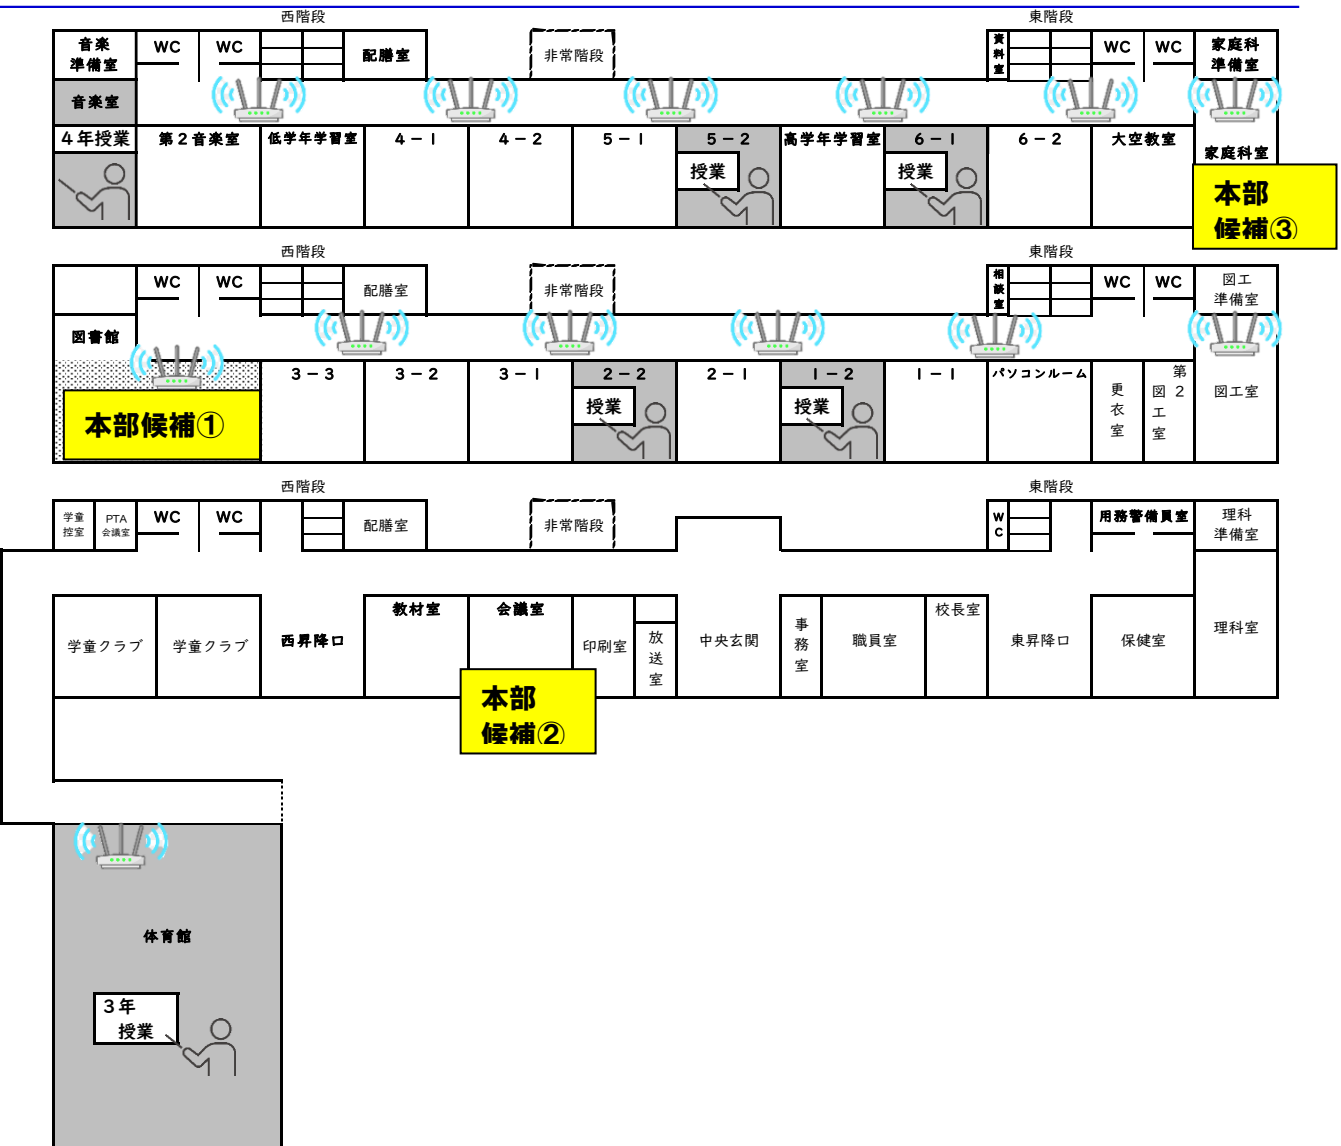 西階段 東階段
音楽
準備室
WC WC
配膳室
非常階段
資料室
WC WC
家庭科
準備室
音楽室
4年授業
第2音楽室
低学年学習室
4-1
4-2
5-1
5-2
授業
高学年学習室
6-1
授業
6-2
大空教室
家庭科室
本部
候補③
西階段 東階段
WC WC
配膳室
非常階段
相談室
WC WC
図工
準備室
図書館
本部候補①
3-3
3-2
3-1
2-2
授業
2-1
1-2
授業
1-1
パソコンルーム
更衣室
第2図工室
図工室
西階段 東階段
学童
控室
PTA
会議室
WC WC
配膳室
非常階段
WC
用務警備員室
理科
準備室
学童クラブ
学童クラブ
西昇降口
教材室
会議室
印刷室
放送室
中央玄関
事務室
職員室
校長室
東昇降口
保健室
理科室
本部
候補②
体育館
3年
授業